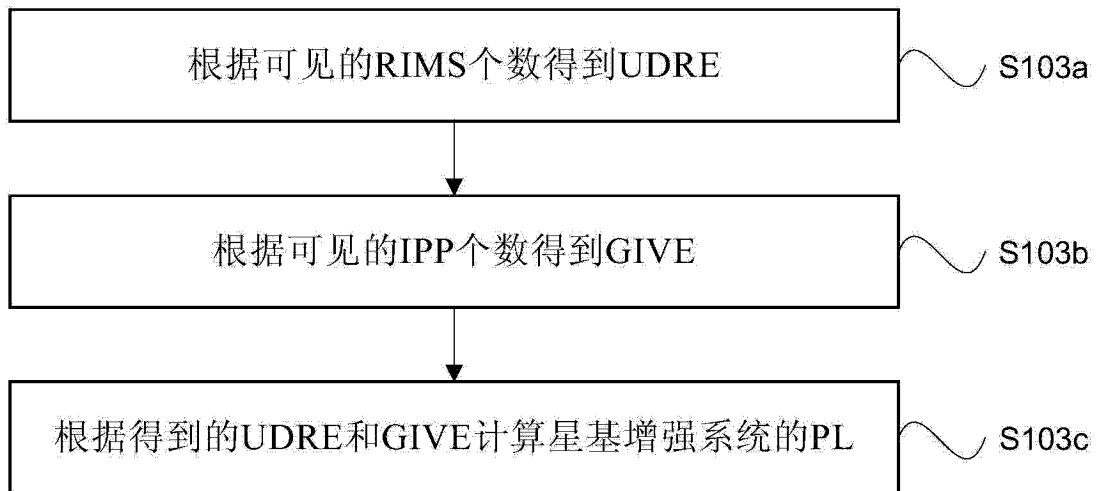 根据可见的RIMS个数得到UDRE
S103a
根据可见的IPP个数得到GIVE
S103b
根据得到的UDRE和GIVE计算星基增强系统的PL
S103c